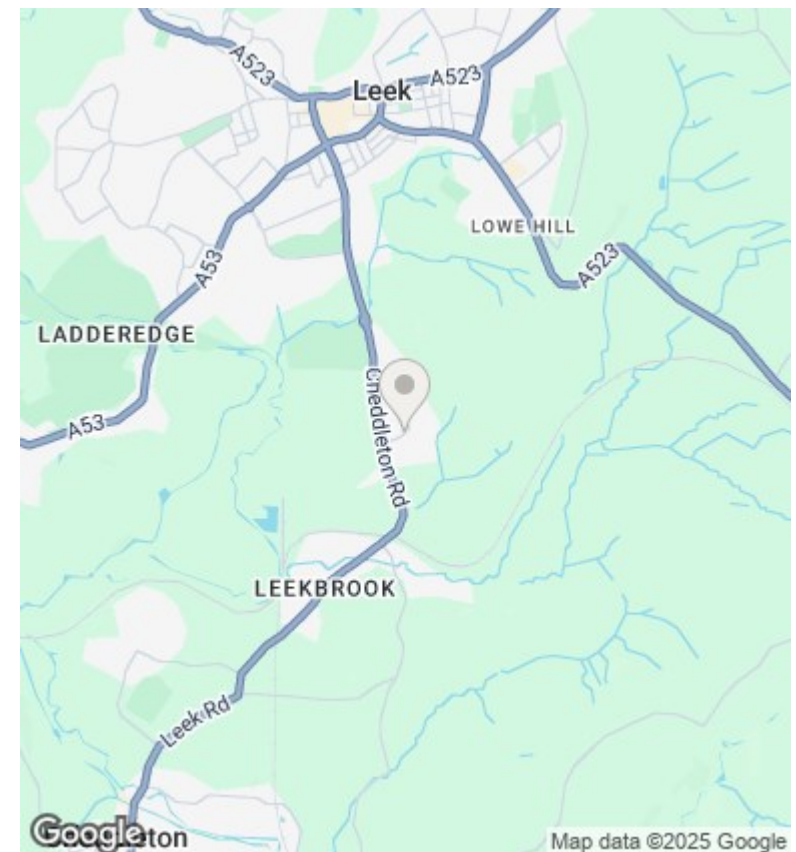 A523
Leek
A523
LOWE HILL
A53
A523
LADDEREDGE
A53
Cheddleton Rd
LEEKBROOK
Leek Rd
Google
Map data ©2025 Google